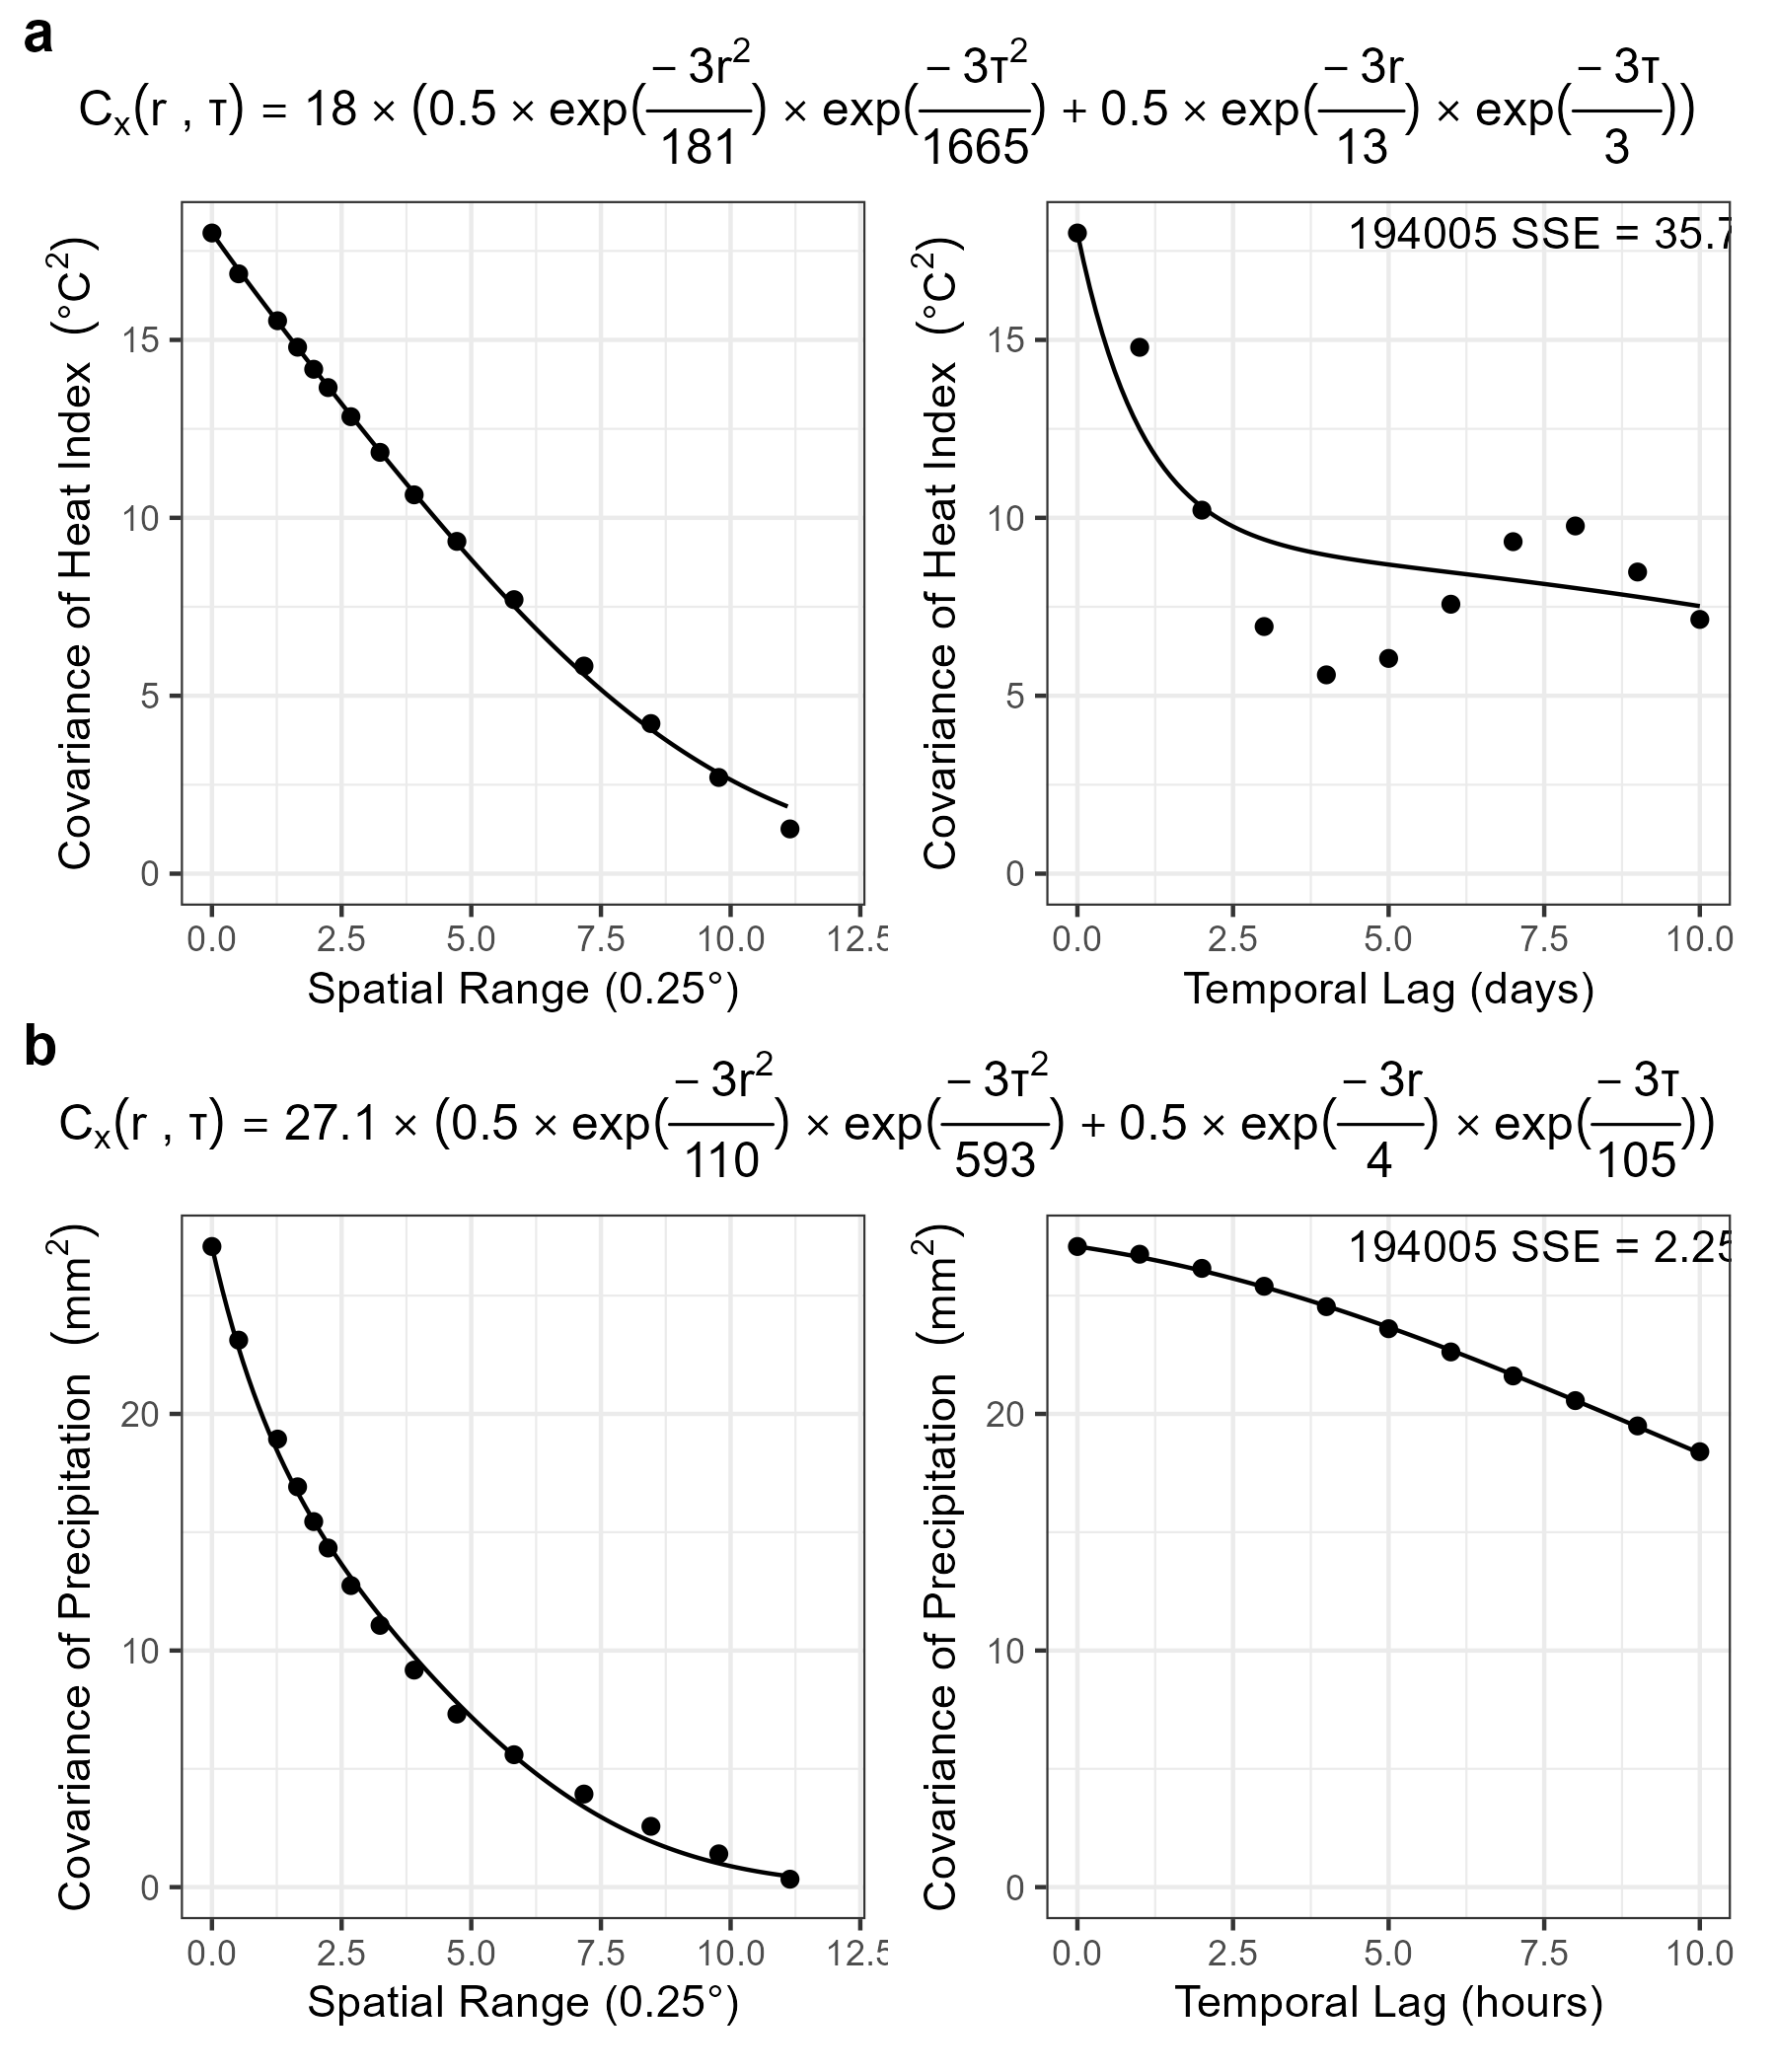 a
Cx(r , τ) = 18 × (0.5 × exp(− 3r²/181) × exp(− 3τ²/1665) + 0.5 × exp(− 3r/13) × exp(− 3τ/3))
Covariance of Heat Index (°C²)
15
10
5
0
0.0 2.5 5.0 7.5 10.0 12.5
Spatial Range (0.25°)
194005 SSE = 35.7
Covariance of Heat Index (°C²)
15
10
5
0
0.0 2.5 5.0 7.5 10.0
Temporal Lag (days)
b
Cx(r , τ) = 27.1 × (0.5 × exp(− 3r²/110) × exp(− 3τ²/593) + 0.5 × exp(− 3r/4) × exp(− 3τ/105))
Covariance of Precipitation (mm²)
20
10
0
0.0 2.5 5.0 7.5 10.0 12.5
Spatial Range (0.25°)
194005 SSE = 2.25
Covariance of Precipitation (mm²)
20
10
0
0.0 2.5 5.0 7.5 10.0
Temporal Lag (hours)